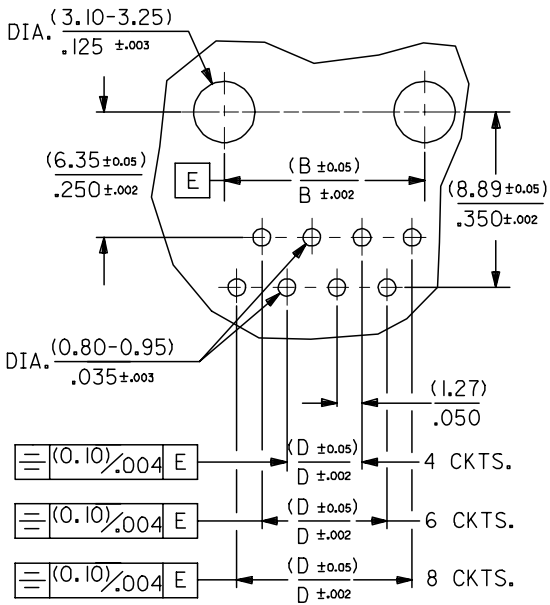 DIA. (3.10-3.25)
.125 ±.003
(6.35±0.05)
.250±.002
E
(B ±0.05)
B ±.002
(8.89±0.05)
.350±.002
DIA. (0.80-0.95)
.035±.003
(1.27)
.050
(0.10)/.004 E
(D ±0.05)
D ±.002
4 CKTS.
(0.10)/.004 E
(D ±0.05)
D ±.002
6 CKTS.
(0.10)/.004 E
(D ±0.05)
D ±.002
8 CKTS.